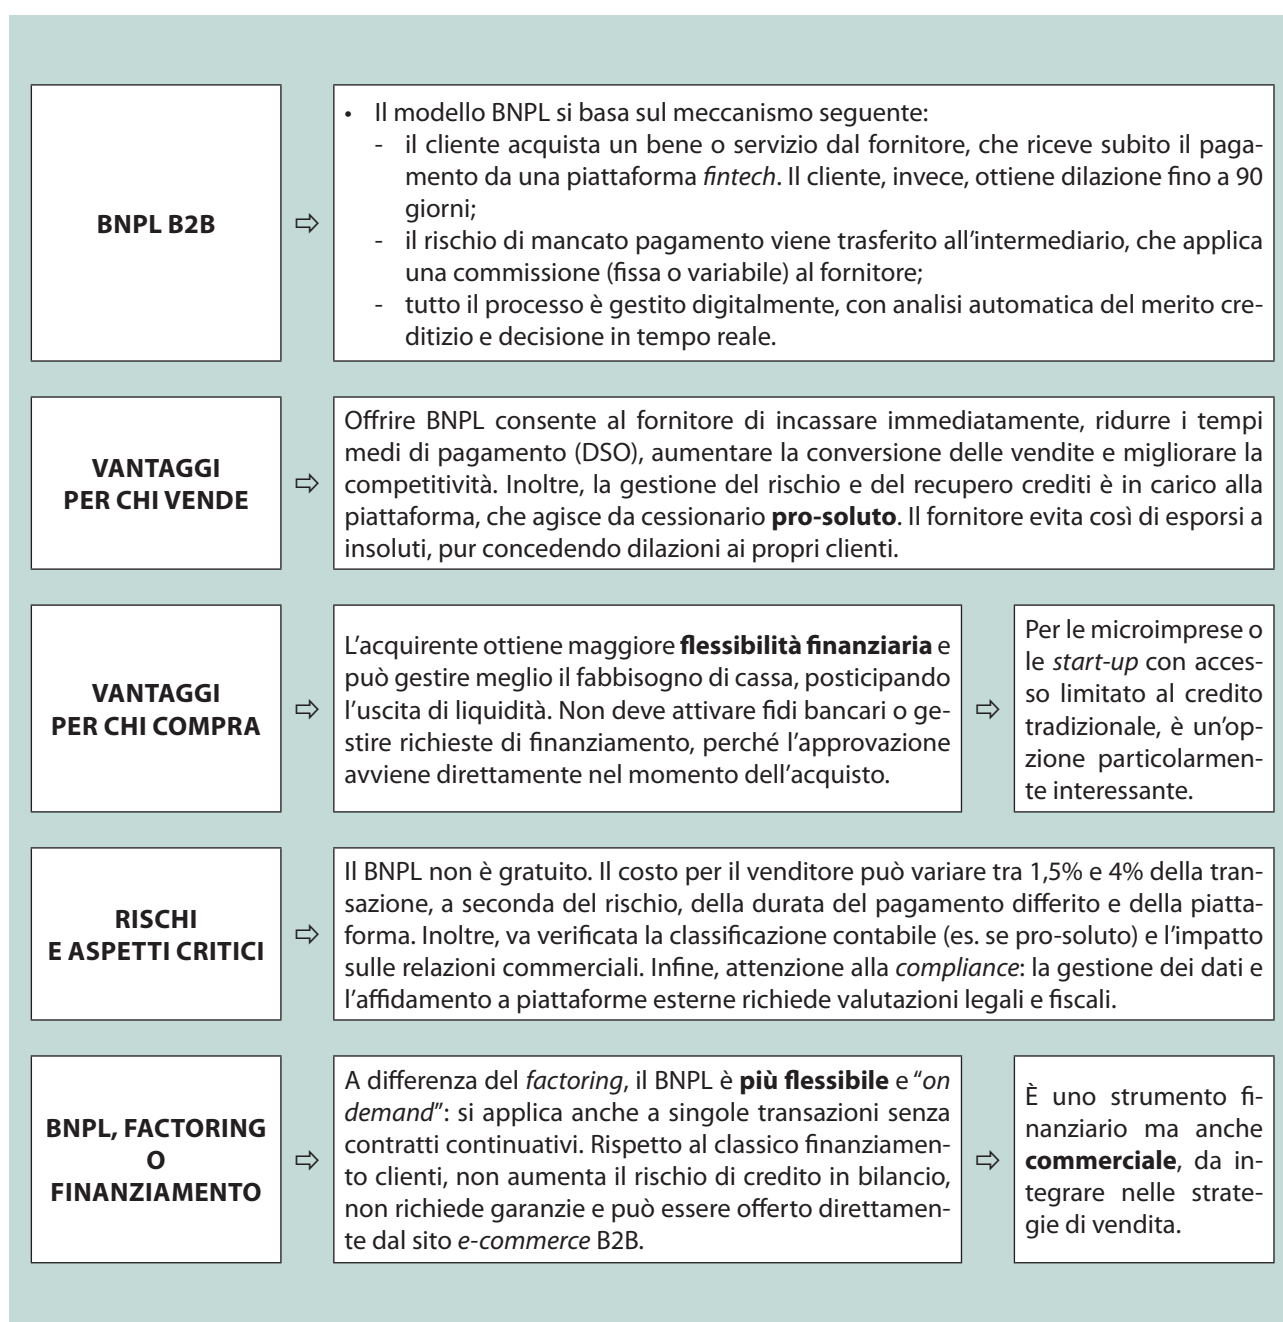 BNPL B2B
⇨
• Il modello BNPL si basa sul meccanismo seguente:
- il cliente acquista un bene o servizio dal fornitore, che riceve subito il paga-
mento da una piattaforma fintech. Il cliente, invece, ottiene dilazione fino a 90
giorni;
- il rischio di mancato pagamento viene trasferito all'intermediario, che applica
una commissione (fissa o variabile) al fornitore;
- tutto il processo è gestito digitalmente, con analisi automatica del merito cre-
ditizio e decisione in tempo reale.
VANTAGGI
PER CHI VENDE
⇨
Offrire BNPL consente al fornitore di incassare immediatamente, ridurre i tempi
medi di pagamento (DSO), aumentare la conversione delle vendite e migliorare la
competitività. Inoltre, la gestione del rischio e del recupero crediti è in carico alla
piattaforma, che agisce da cessionario pro-soluto. Il fornitore evita così di esporsi a
insoluti, pur concedendo dilazioni ai propri clienti.
VANTAGGI
PER CHI COMPRA
⇨
L'acquirente ottiene maggiore flessibilità finanziaria e
può gestire meglio il fabbisogno di cassa, posticipando
l'uscita di liquidità. Non deve attivare fidi bancari o ge-
stire richieste di finanziamento, perché l'approvazione
avviene direttamente nel momento dell'acquisto.
⇨
Per le microimprese o
le start-up con acces-
so limitato al credito
tradizionale, è un'op-
zione particolarmen-
te interessante.
RISCHI
E ASPETTI CRITICI
⇨
Il BNPL non è gratuito. Il costo per il venditore può variare tra 1,5% e 4% della tran-
sazione, a seconda del rischio, della durata del pagamento differito e della piatta-
forma. Inoltre, va verificata la classificazione contabile (es. se pro-soluto) e l'impatto
sulle relazioni commerciali. Infine, attenzione alla compliance: la gestione dei dati e
l'affidamento a piattaforme esterne richiede valutazioni legali e fiscali.
BNPL, FACTORING
O
FINANZIAMENTO
⇨
A differenza del factoring, il BNPL è più flessibile e "on
demand": si applica anche a singole transazioni senza
contratti continuativi. Rispetto al classico finanziamen-
to clienti, non aumenta il rischio di credito in bilancio,
non richiede garanzie e può essere offerto direttamen-
te dal sito e-commerce B2B.
⇨
È uno strumento fi-
nanziario ma anche
commerciale, da in-
tegrare nelle strate-
gie di vendita.